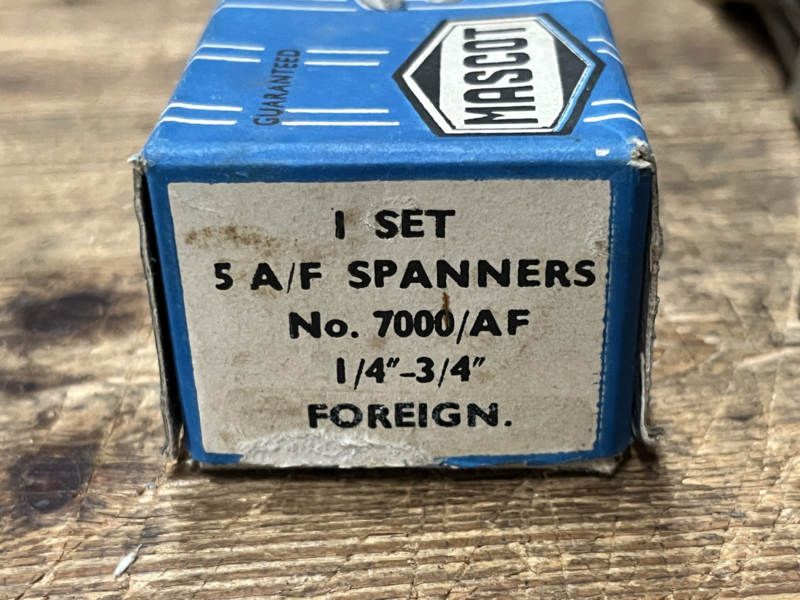 GUARANTEED
MASCOT
1 SET
5 A/F SPANNERS
No. 7000/AF
1/4"-3/4"
FOREIGN.